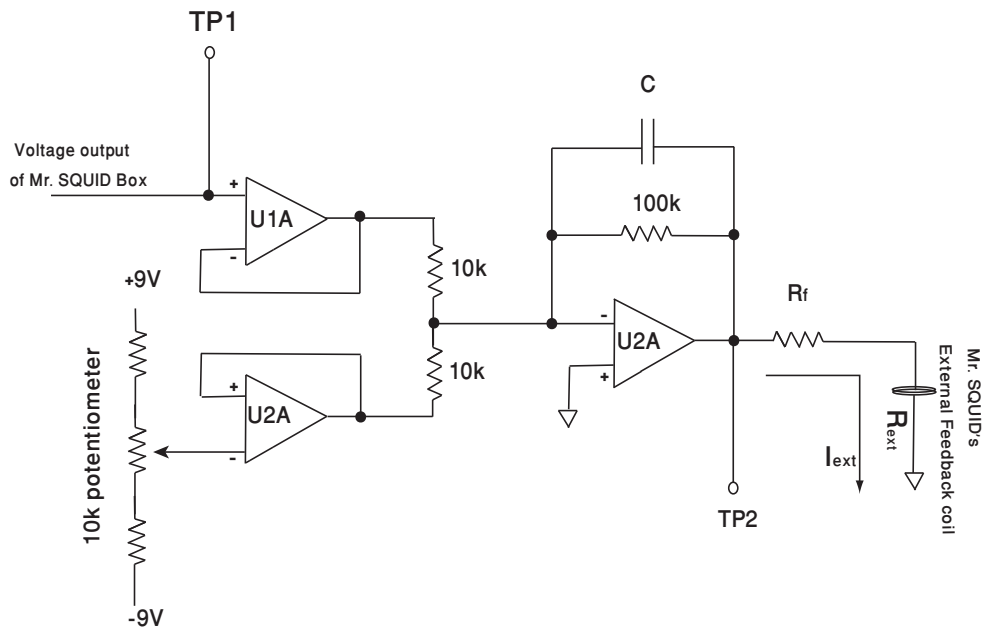 TP1
C
Voltage output
of Mr. SQUID Box
+
U1A
-
100k
10k
+9V
Rf
-
U2A
+
10k
+
U2A
-
10k potentiometer
Rext
Mr. SQUID's
External Feedback coil
Iext
TP2
-9V